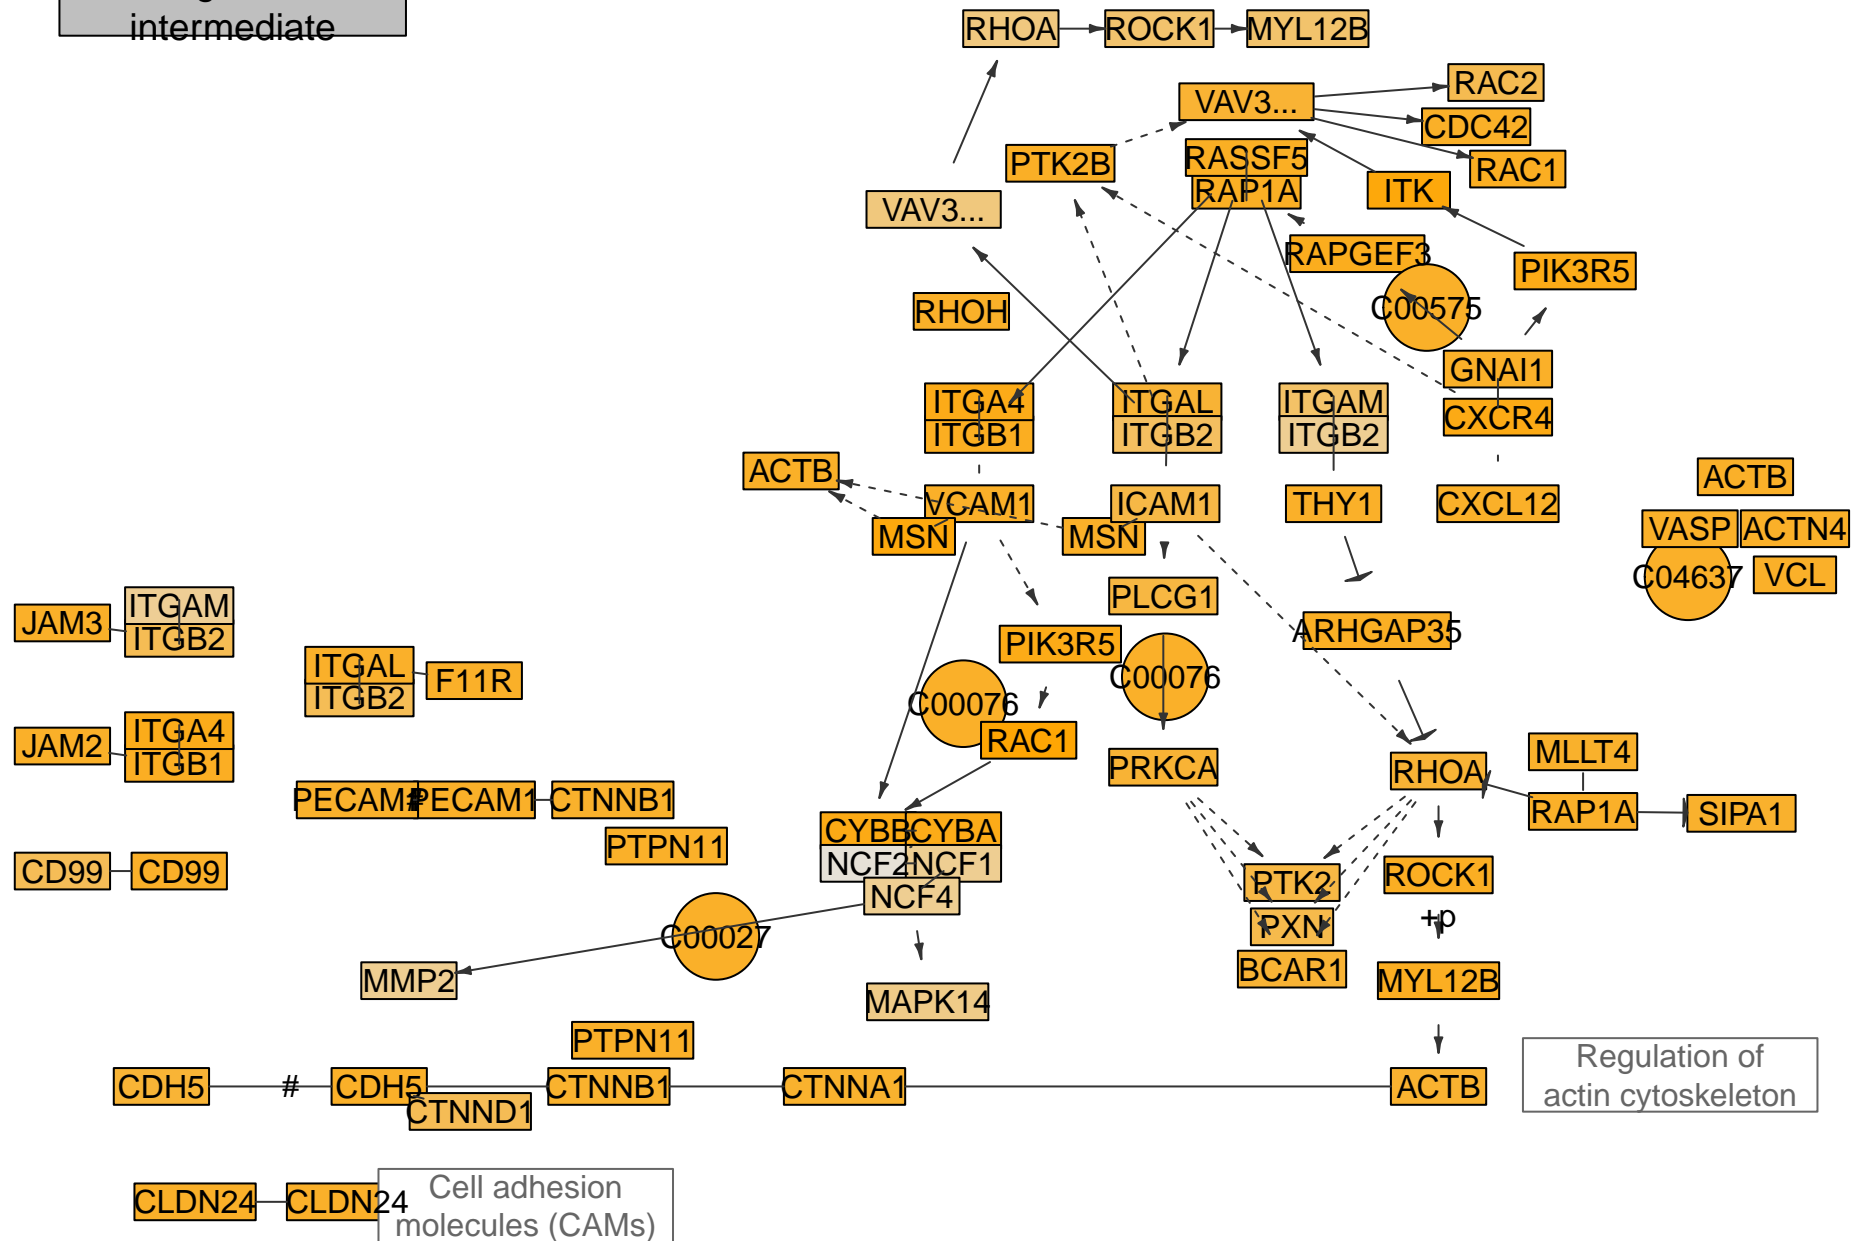 intermediate
RHOA
ROCK1
MYL12B
RAC2
VAV3...
CDC42
PTK2B
RASSF5
RAC1
RAP1A
ITK
VAV3...
RAPGEF3
PIK3R5
RHOH
C00575
GNAI1
ITGA4
ITGAL
ITGAM
CXCR4
ITGB1
ITGB2
ITGB2
ACTB
ACTB
VCAM1
ICAM1
THY1
CXCL12
MSN
MSN
VASP
ACTN4
C04637
VCL
PLCG1
JAM3
ITGAM
ITGB2
ARHGAP35
PIK3R5
ITGAL
F11R
ITGB2
C00076
C00076
JAM2
ITGA4
ITGB1
RAC1
PRKCA
RHOA
MLLT4
RAP1A
SIPA1
PECAM1
#
PECAM1
CTNNB1
PTPN11
CYBB
CYBA
NCF2
NCF1
NCF4
CD99
CD99
PTK2
ROCK1
+p
PXN
C00027
BCAR1
MMP2
MYL12B
MAPK14
PTPN11
Regulation of
actin cytoskeleton
CDH5
#
CDH5
CTNNB1
CTNNA1
ACTB
CTNND1
CLDN24
CLDN24
Cell adhesion
molecules (CAMs)